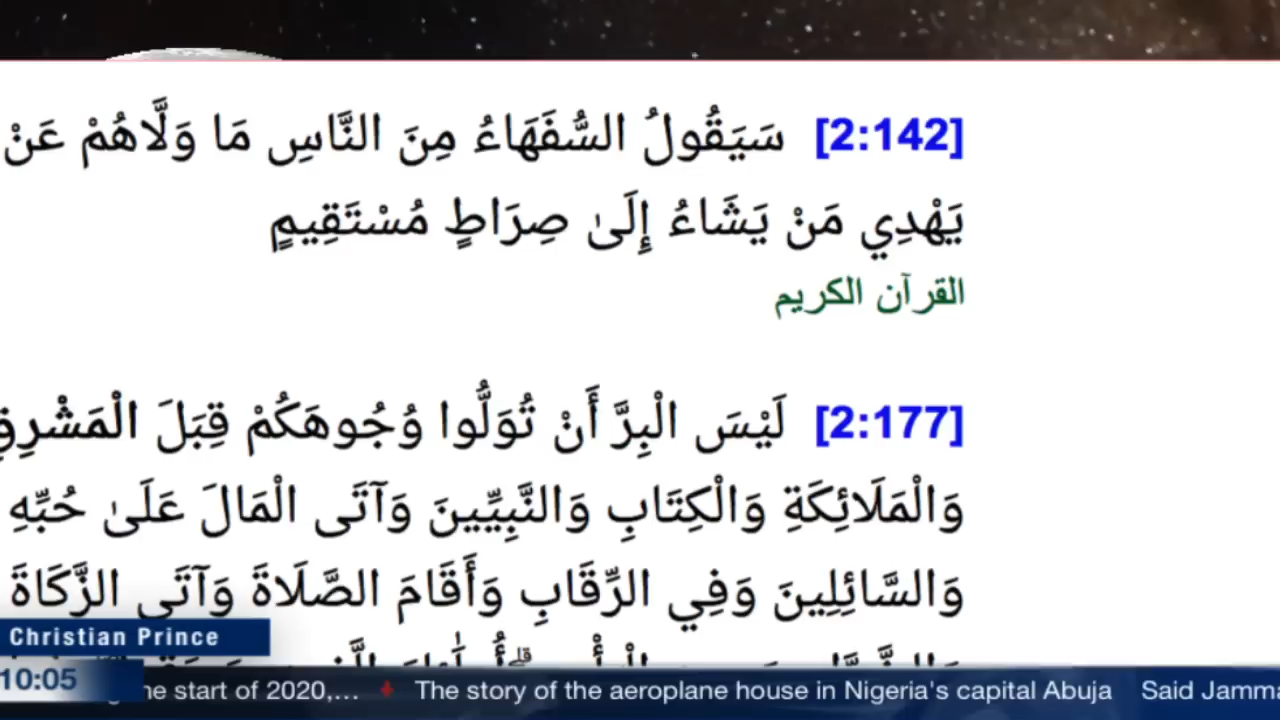 [2:142] سَيَقُولُ السُّفَهَاءُ مِنَ النَّاسِ مَا وَلَّاهُمْ عَنْ
يَهْدِي مَنْ يَشَاءُ إِلَىٰ صِرَاطٍ مُسْتَقِيمٍ
القرآن الكريم
[2:177] لَيْسَ الْبِرَّ أَنْ تُوَلُّوا وُجُوهَكُمْ قِبَلَ الْمَشْرِقِ
وَالْمَلَائِكَةِ وَالْكِتَابِ وَالنَّبِيِّينَ وَآتَى الْمَالَ عَلَىٰ حُبِّهِ
وَالسَّائِلِينَ وَفِي الرِّقَابِ وَأَقَامَ الصَّلَاةَ وَآتَى الزَّكَاةَ
Christian Prince
10:05
he start of 2020,... The story of the aeroplane house in Nigeria's capital Abuja Said Jamma